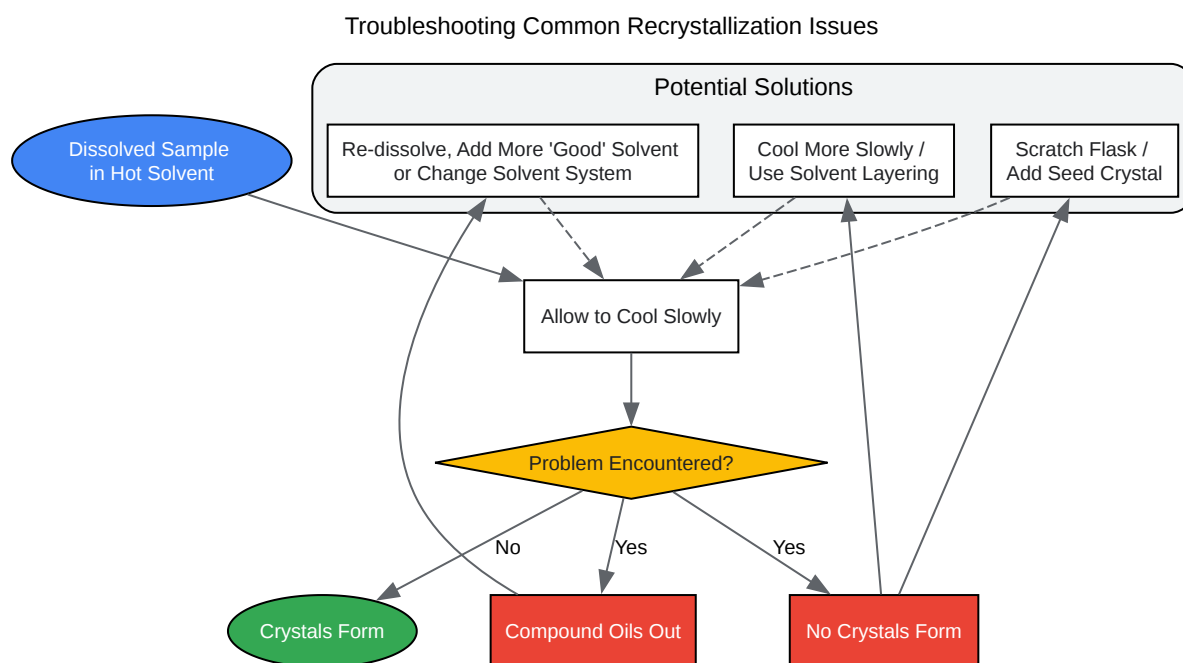 Troubleshooting Common Recrystallization Issues
Potential Solutions
Dissolved Sample
in Hot Solvent
Re-dissolve, Add More 'Good' Solvent
or Change Solvent System
Cool More Slowly /
Use Solvent Layering
Scratch Flask /
Add Seed Crystal
Allow to Cool Slowly
Problem Encountered?
No
Yes
Yes
Crystals Form
Compound Oils Out
No Crystals Form